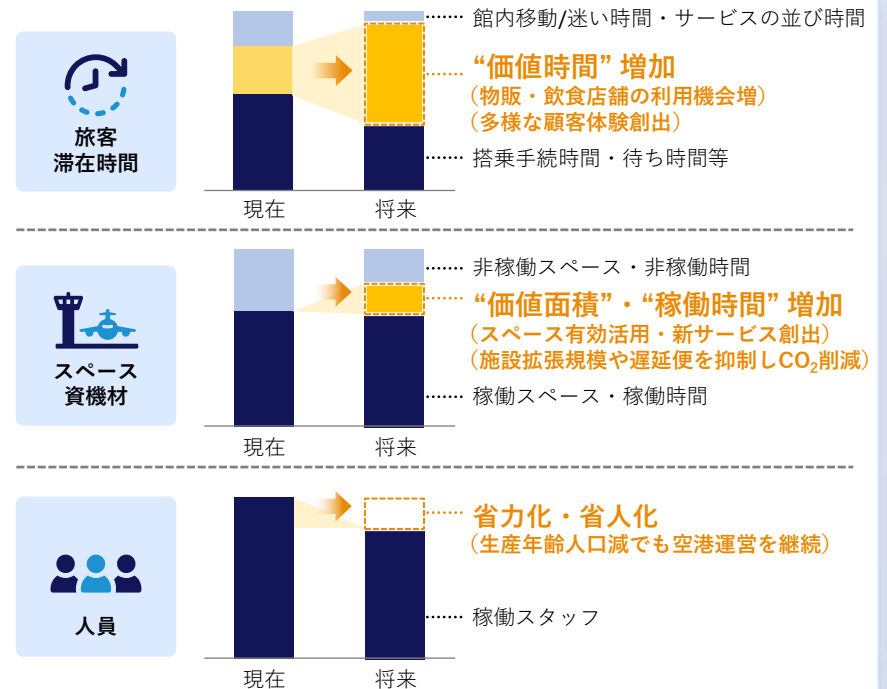 館内移動/迷い時間・サービスの並び時間
“価値時間” 増加
（物販・飲食店舗の利用機会増）
（多様な顧客体験創出）
旅客
滞在時間
搭乗手続時間・待ち時間等
現在
将来
非稼働スペース・非稼働時間
“価値面積”・“稼働時間” 増加
（スペース有効活用・新サービス創出）
（施設拡張規模や遅延便を抑制しCO₂削減）
スペース
資機材
稼働スペース・稼働時間
現在
将来
省力化・省人化
（生産年齢人口減でも空港運営を継続）
人員
稼働スタッフ
現在
将来